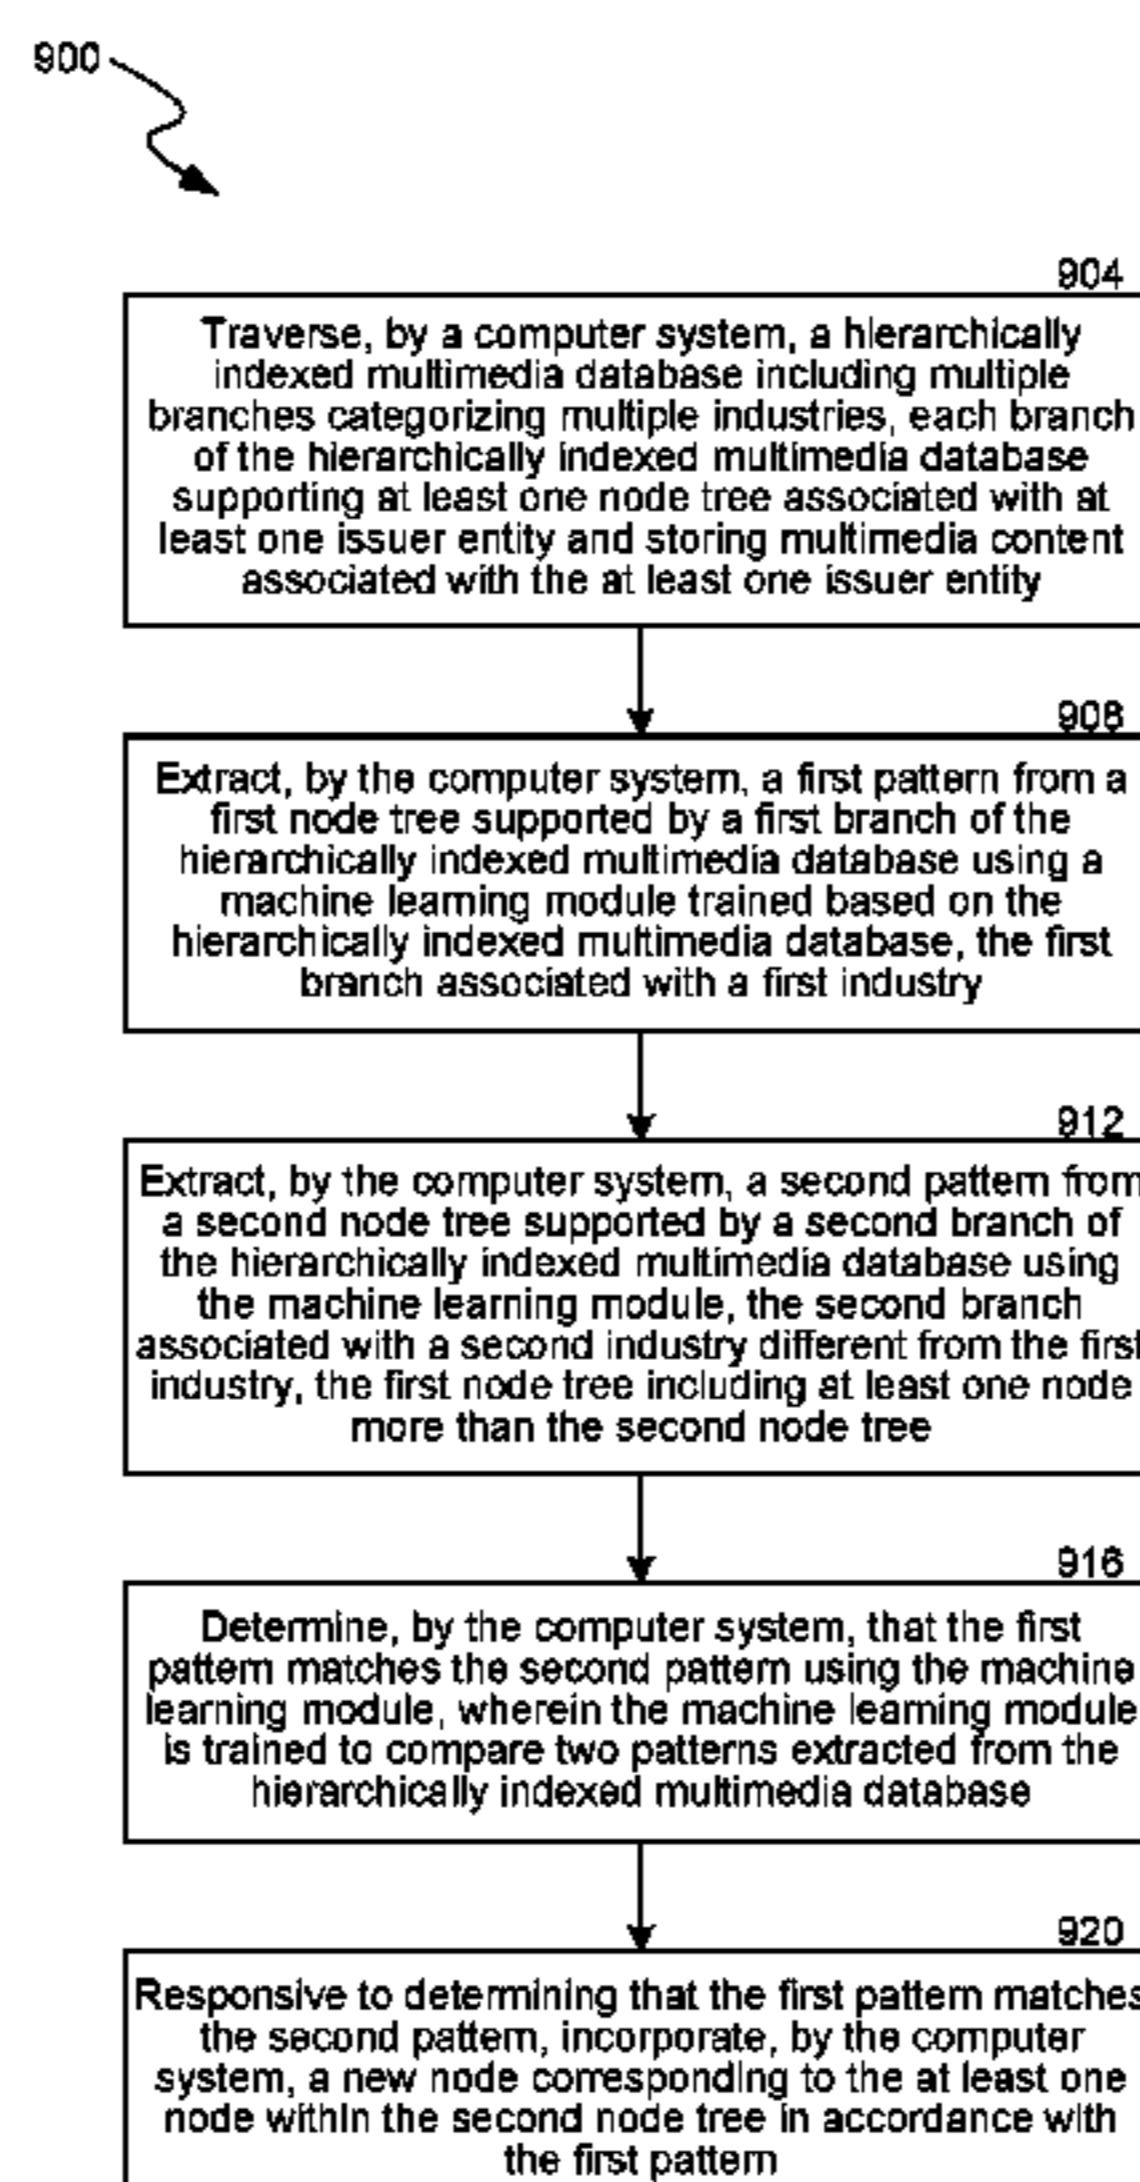 900
904
Traverse, by a computer system, a hierarchically
indexed multimedia database including multiple
branches categorizing multiple industries, each branch
of the hierarchically indexed multimedia database
supporting at least one node tree associated with at
least one issuer entity and storing multimedia content
associated with the at least one issuer entity
908
Extract, by the computer system, a first pattern from a
first node tree supported by a first branch of the
hierarchically indexed multimedia database using a
machine learning module trained based on the
hierarchically indexed multimedia database, the first
branch associated with a first industry
912
Extract, by the computer system, a second pattern from
a second node tree supported by a second branch of
the hierarchically indexed multimedia database using
the machine learning module, the second branch
associated with a second industry different from the first
industry, the first node tree including at least one node
more than the second node tree
916
Determine, by the computer system, that the first
pattern matches the second pattern using the machine
learning module, wherein the machine learning module
is trained to compare two patterns extracted from the
hierarchically indexed multimedia database
920
Responsive to determining that the first pattern matches
the second pattern, incorporate, by the computer
system, a new node corresponding to the at least one
node within the second node tree in accordance with
the first pattern